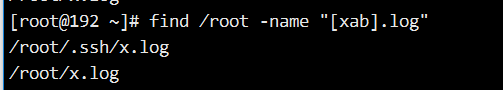 [root@192 ~]# find /root -name "[xab].log"
/root/.ssh/x.log
/root/x.log